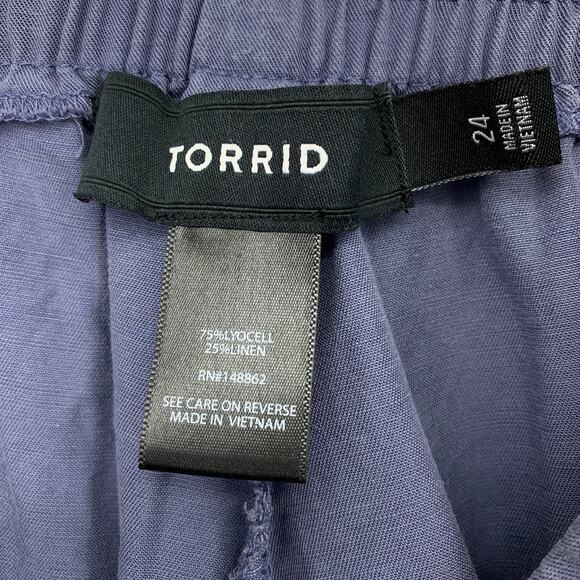 TORRID
24
MADE IN
VIETNAM
75%LYOCELL
25%LINEN
RN#148862
SEE CARE ON REVERSE
MADE IN VIETNAM